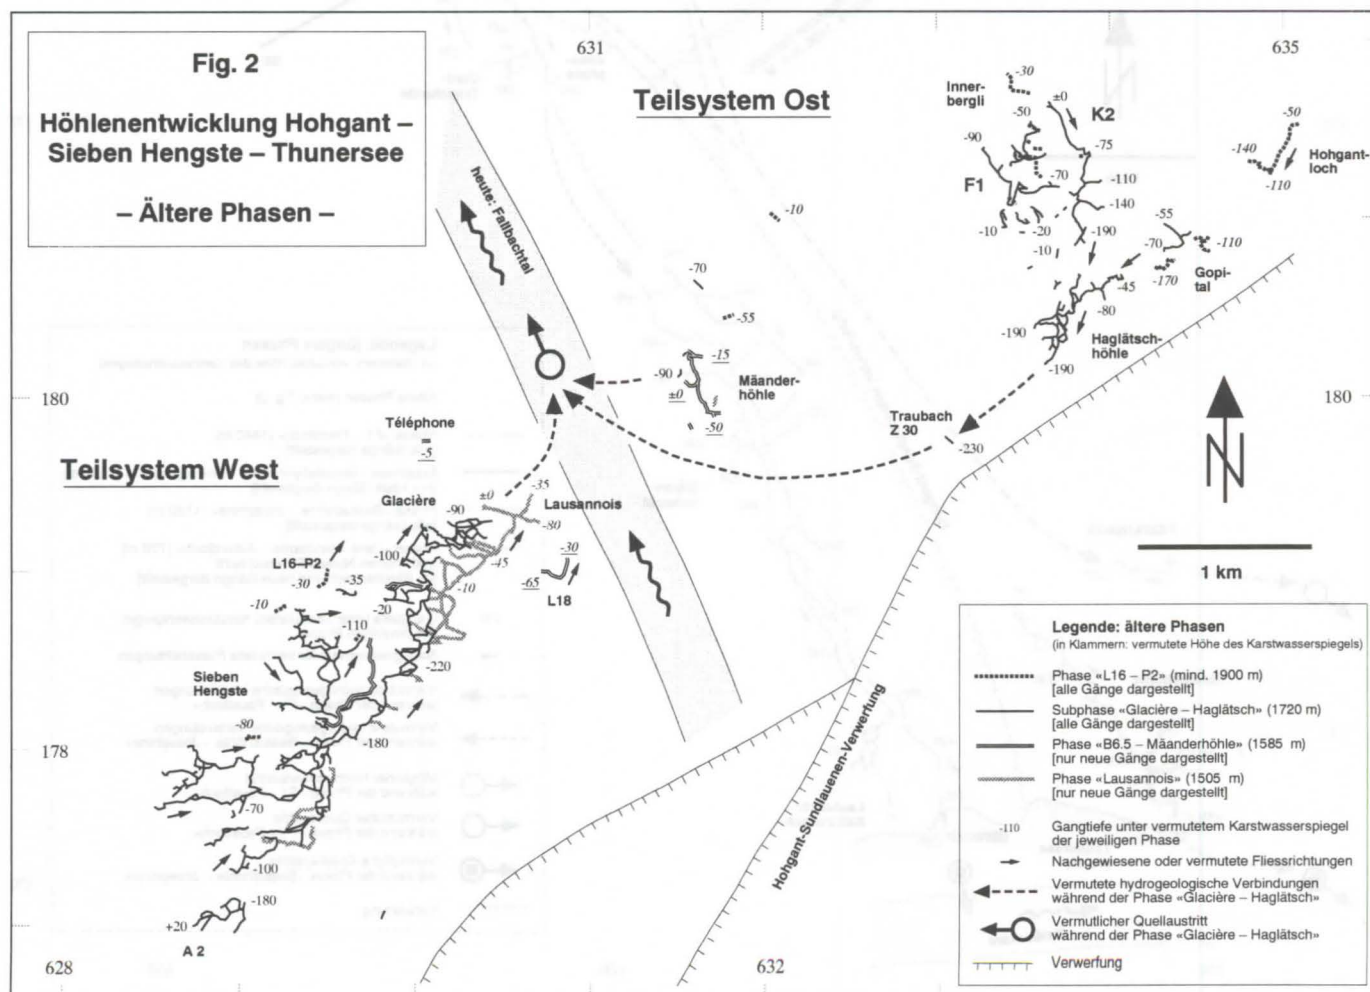 Fig. 2
Höhlenentwicklung Hohgant –
Sieben Hengste – Thunersee
– Ältere Phasen –
631
635
Teilsystem Ost
heute: Fallbachtal
Inner-
bergli
-30
±0
K2
-50
-90
-75
-70
F1
-110
-140
-10
-20
-10
-190
-50
-140
Hohgant-
loch
-110
-55
-70
-110
-170
Gopi-
tal
-45
-80
-190
Haglätsch-
höhle
-190
-10
-70
-55
-15
-90
±0
Mäander-
höhle
-50
180
180
Traubach
Z 30
-230
Téléphone
-5
Teilsystem West
Glacière
-90
±0
-35
Lausannois
-80
-100
-45
-30
-65
L18
L16–P2
-30
-35
-10
-20
-10
-110
-220
Sieben
Hengste
-80
-180
178
-70
-100
-180
+20
A 2
628
632
Hohgant-Sundlauenen-Verwerfung
N
1 km
Legende: ältere Phasen
(in Klammern: vermutete Höhe des Karstwasserspiegels)
Phase «L16 – P2» (mind. 1900 m)
[alle Gänge dargestellt]
Subphase «Glacière – Haglätsch» (1720 m)
[alle Gänge dargestellt]
Phase «B6.5 – Mäanderhöhle» (1585 m)
[nur neue Gänge dargestellt]
Phase «Lausannois» (1505 m)
[nur neue Gänge dargestellt]
-110 Gangtiefe unter vermutetem Karstwasserspiegel
der jeweiligen Phase
Nachgewiesene oder vermutete Fliessrichtungen
Vermutete hydrogeologische Verbindungen
während der Phase «Glacière – Haglätsch»
Vermutlicher Quellaustritt
während der Phase «Glacière – Haglätsch»
Verwerfung